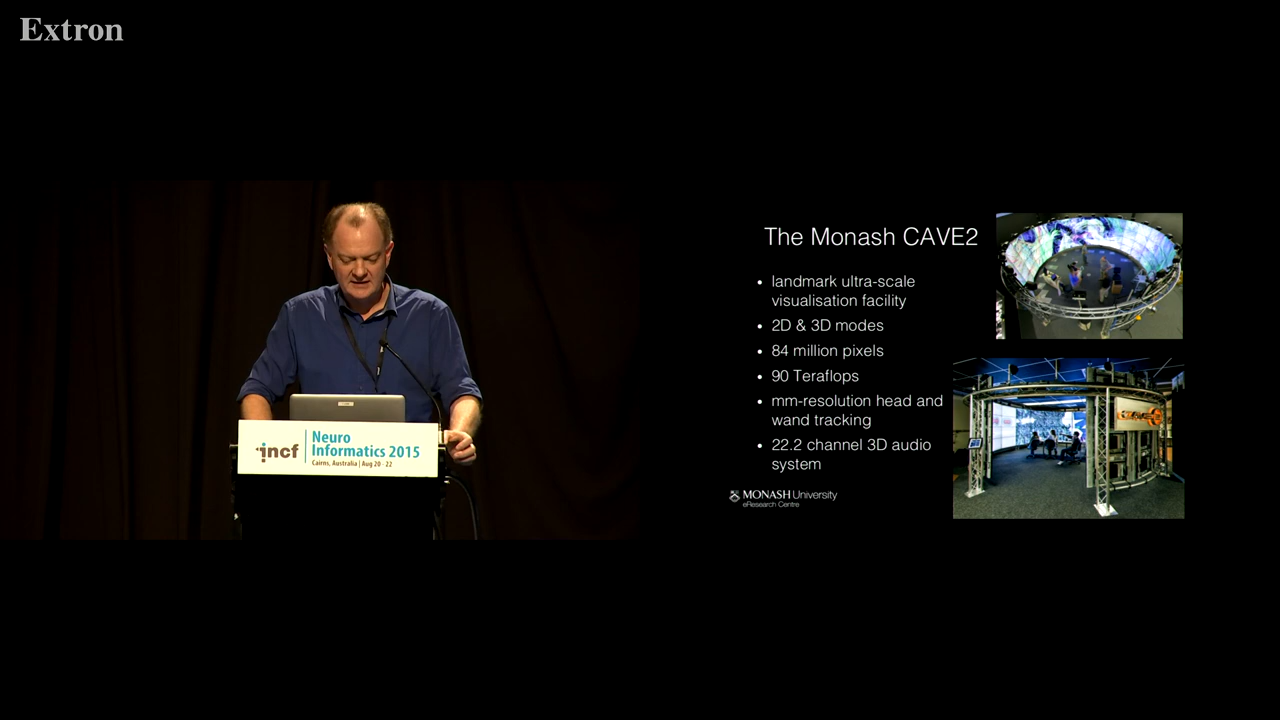 Extron
incf
Neuro
Informatics 2015
Cairns, Australia | Aug 20 - 22
The Monash CAVE2
• landmark ultra-scale
visualisation facility
• 2D & 3D modes
• 84 million pixels
• 90 Teraflops
• mm-resolution head and
wand tracking
• 22.2 channel 3D audio
system
MONASH University
eResearch Centre